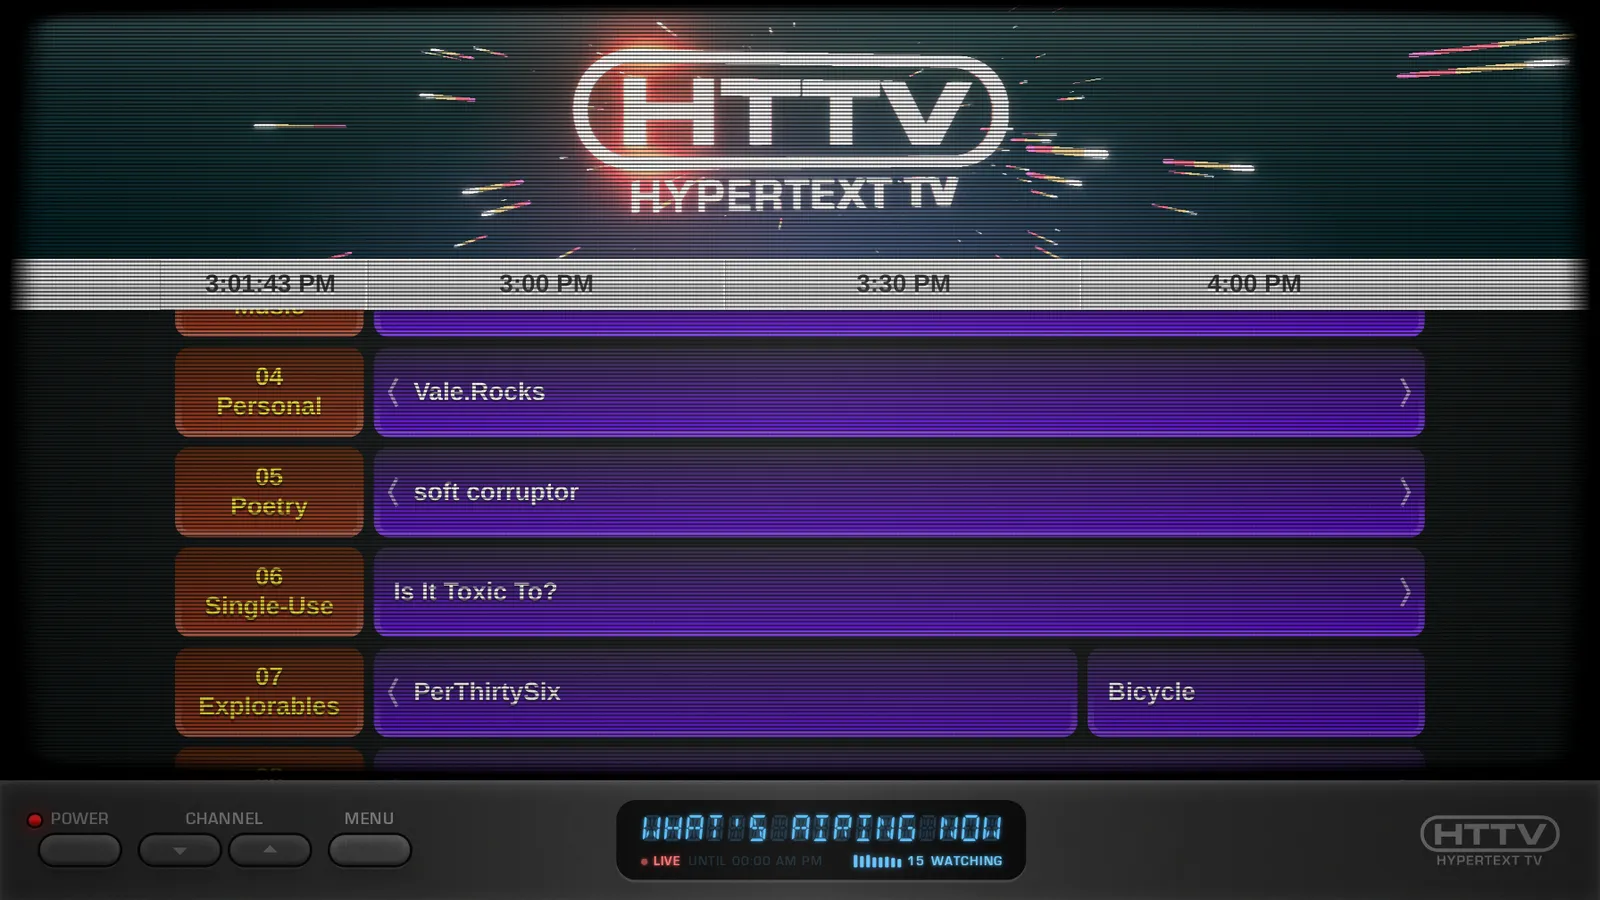 HTTV
HYPERTEXT TV
3:01:43 PM 3:00 PM 3:30 PM 4:00 PM
Music
04
Personal
Vale.Rocks
05
Poetry
soft corruptor
06
Single-Use
Is It Toxic To?
07
Explorables
PerThirtySix
Bicycle
POWER CHANNEL MENU
WHAT'S AIRING NOW
LIVE UNTIL 00:00 AM PM 15 WATCHING
HTTV
HYPERTEXT TV